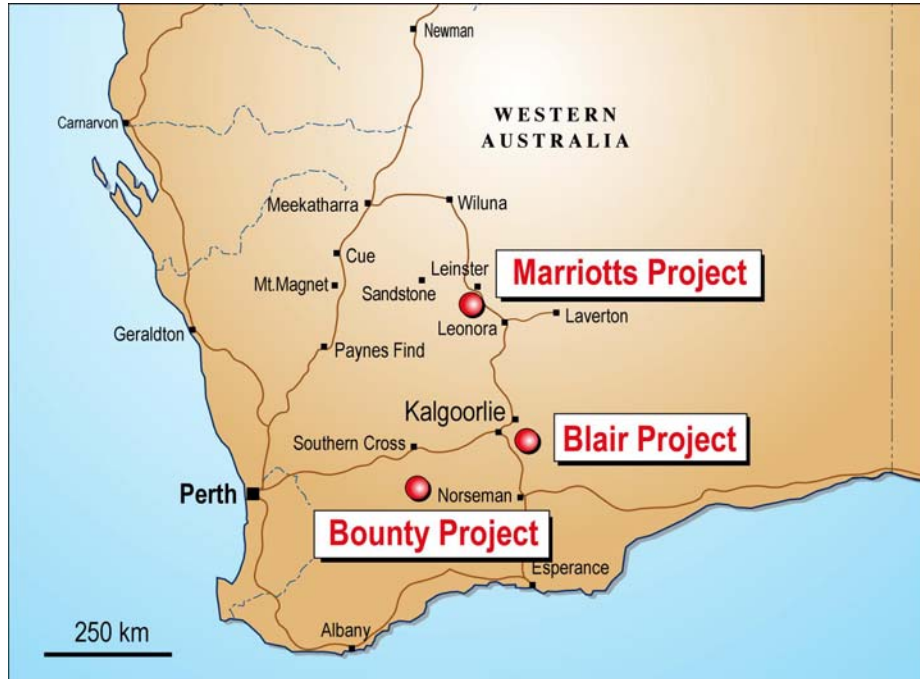 Newman
WESTERN
AUSTRALIA
Carnarvon
Meekatharra
Wiluna
Cue
Leinster
Marriotts Project
Mt.Magnet
Sandstone
Laverton
Geraldton
Leonora
Paynes Find
Kalgoorlie
Blair Project
Southern Cross
Perth
Norseman
Bounty Project
Esperance
250 km
Albany